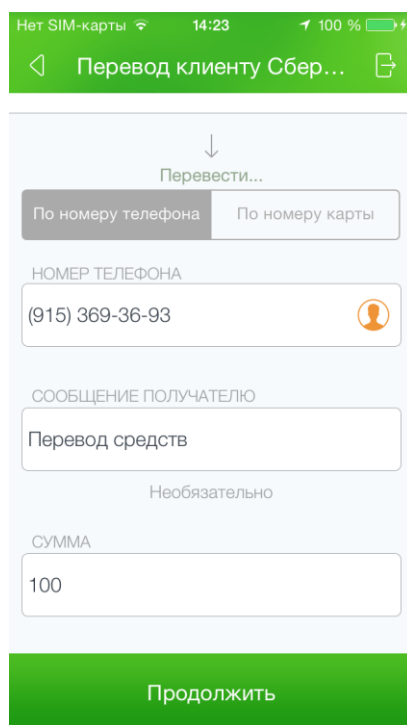 Нет SIM-карты 14:23 100 %
Перевод клиенту Сбер...
Перевести...
По номеру телефона По номеру карты
НОМЕР ТЕЛЕФОНА
(915) 369-36-93
СООБЩЕНИЕ ПОЛУЧАТЕЛЮ
Перевод средств
Необязательно
СУММА
100
Продолжить